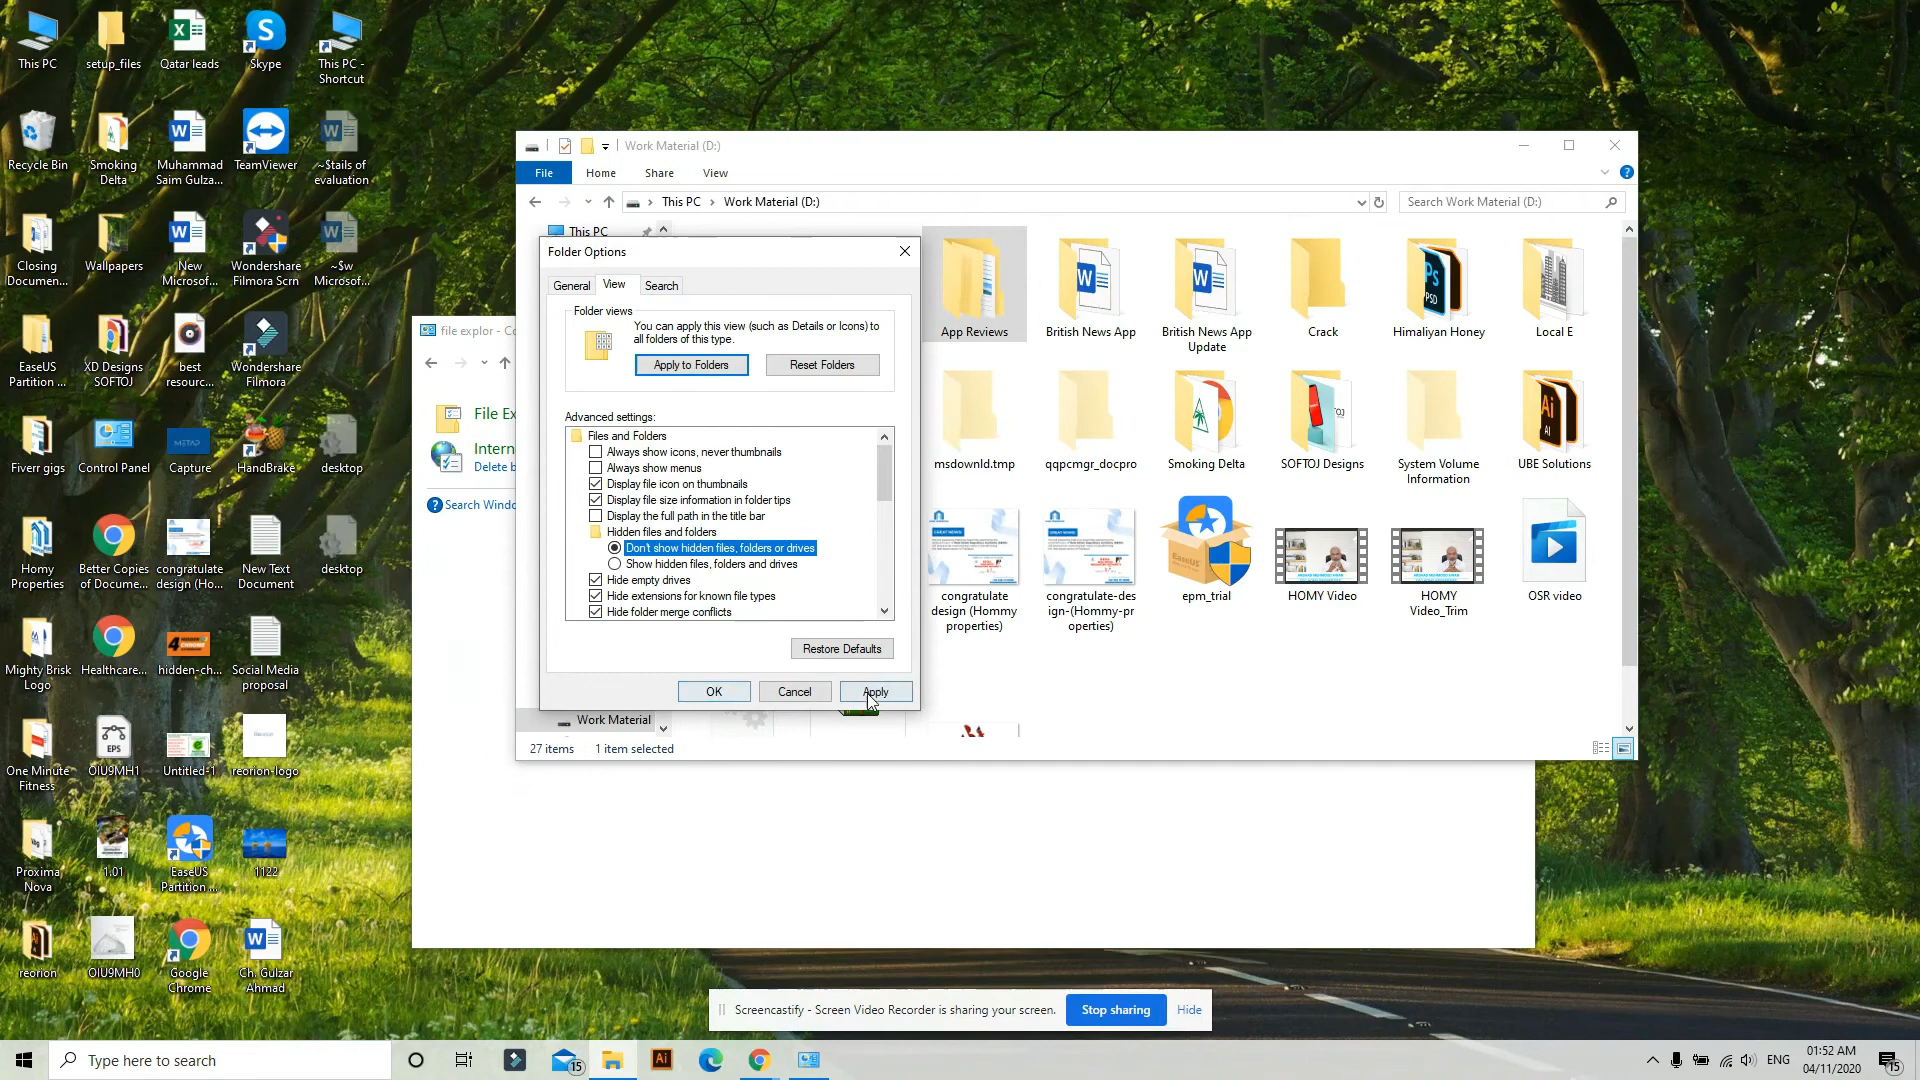 This PC
setup_files
Qatar leads
Skype
This PC -
Shortcut
Recycle Bin
Smoking
Delta
Muhammad
Saim Gulza...
TeamViewer
~$tails of
evaluation
Closing
Documen...
Wallpapers
New
Microsof...
Wondershare
Filmora Scrn
~$w
Microsof...
EaseUS
Partition ...
XD Designs
SOFTOJ
best
resourc...
Wondershare
Filmora
Fiverr gigs
Control Panel
Capture
HandBrake
desktop
Homy
Properties
Better Copies
of Docume...
congratulate
design (Ho...
New Text
Document
desktop
Mighty Brisk
Logo
Healthcare...
hidden-ch...
Social Media
proposal
One Minute
Fitness
EPS
OIU9MH1
Untitled-1
reorion-logo
Proxima
Nova
1.01
EaseUS
Partition ...
1122
reorion
OIU9MH0
Google
Chrome
Ch. Gulzar
Ahmad
file explor - Co
File Ex
Intern
Delete b
Search Windo
Work Material (D:)
File
Home
Share
View
This PC
Work Material (D:)
Search Work Material (D:)
This PC
App Reviews
British News App
British News App
Update
Crack
Himaliyan Honey
Local E
msdownld.tmp
qqpcmgr_docpro
Smoking Delta
SOFTOJ Designs
System Volume
Information
UBE Solutions
congratulate
design (Hommy
properties)
congratulate-des
ign-(Hommy-pr
operties)
epm_trial
HOMY Video
HOMY
Video_Trim
OSR video
Work Material
27 items
1 item selected
Folder Options
General
View
Search
Folder views
You can apply this view (such as Details or Icons) to
all folders of this type.
Apply to Folders
Reset Folders
Advanced settings:
Files and Folders
Always show icons, never thumbnails
Always show menus
Display file icon on thumbnails
Display file size information in folder tips
Display the full path in the title bar
Hidden files and folders
Don't show hidden files, folders or drives
Show hidden files, folders and drives
Hide empty drives
Hide extensions for known file types
Hide folder merge conflicts
Restore Defaults
OK
Cancel
Apply
Screencastify - Screen Video Recorder is sharing your screen.
Stop sharing
Hide
Type here to search
15
Ai
ENG
01:52 AM
04/11/2020
15